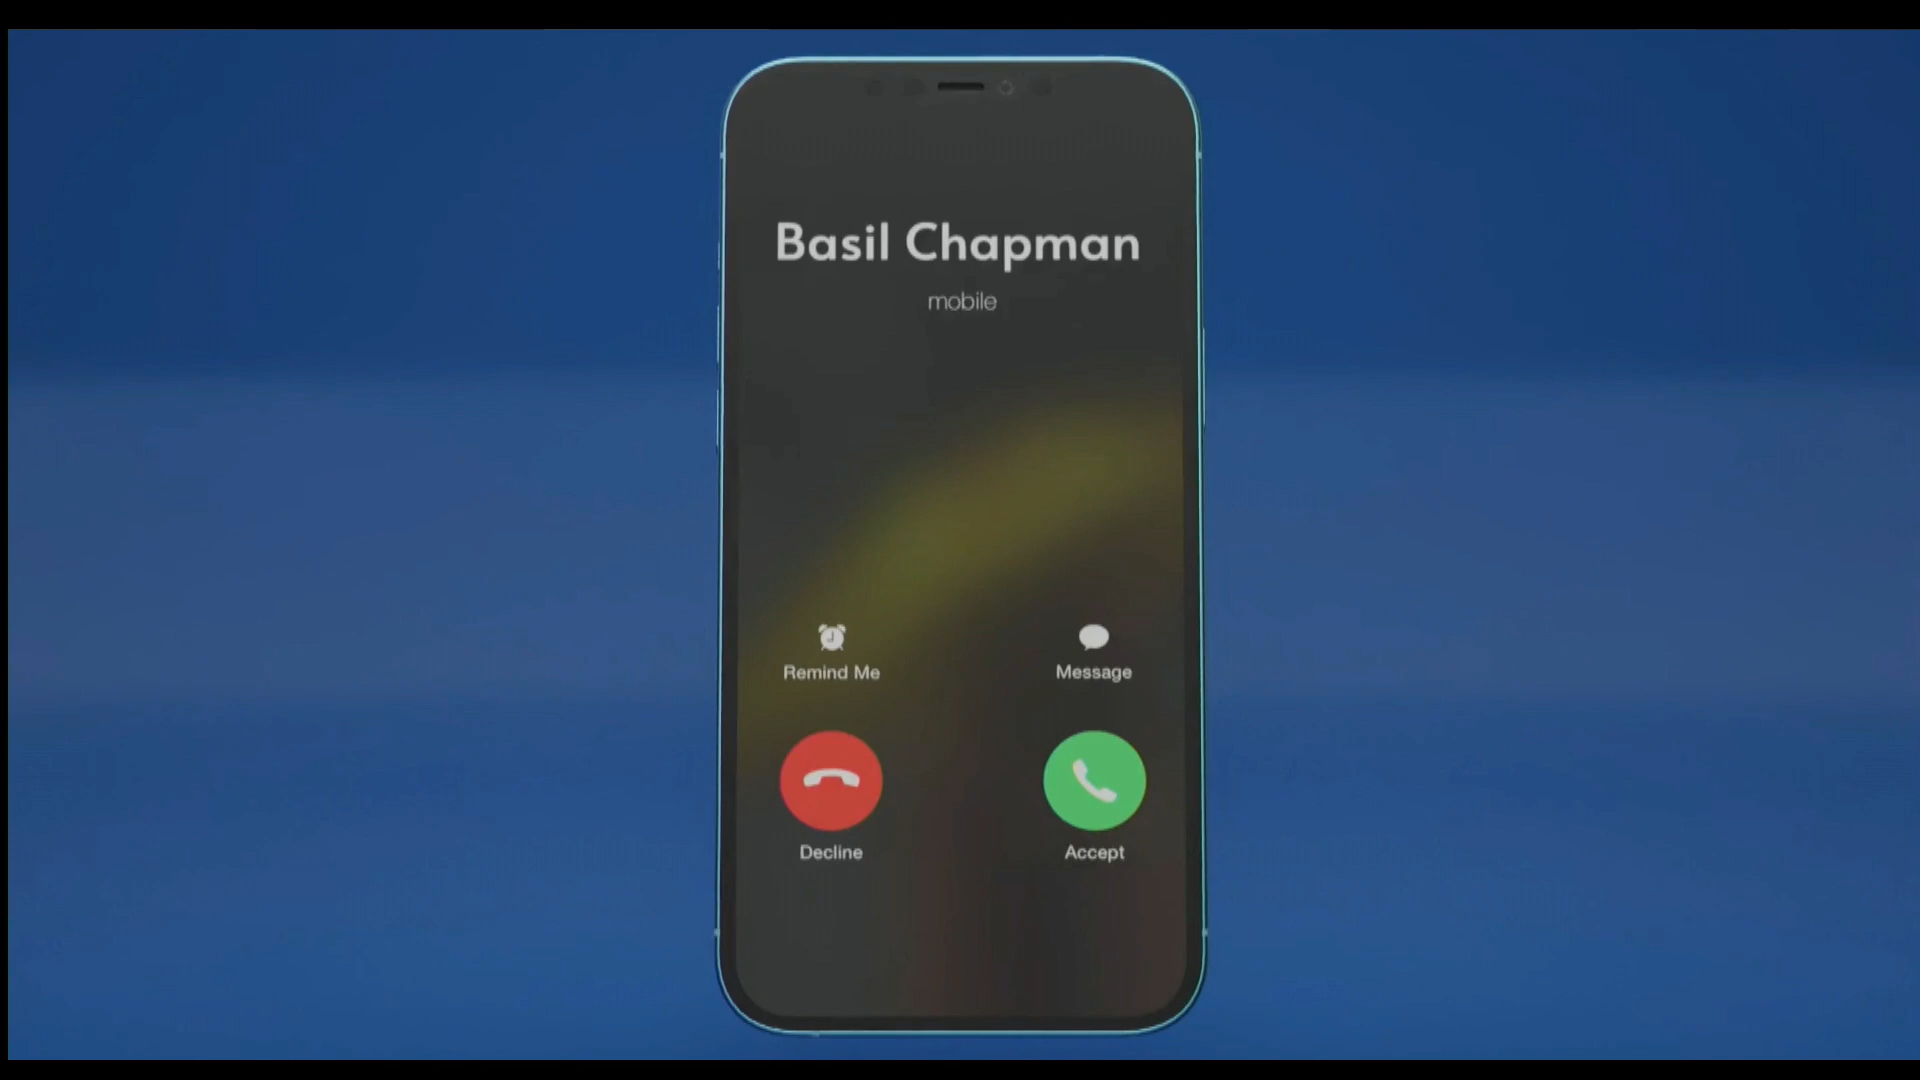 Basil Chapman
mobile
Remind Me
Message
Decline
Accept